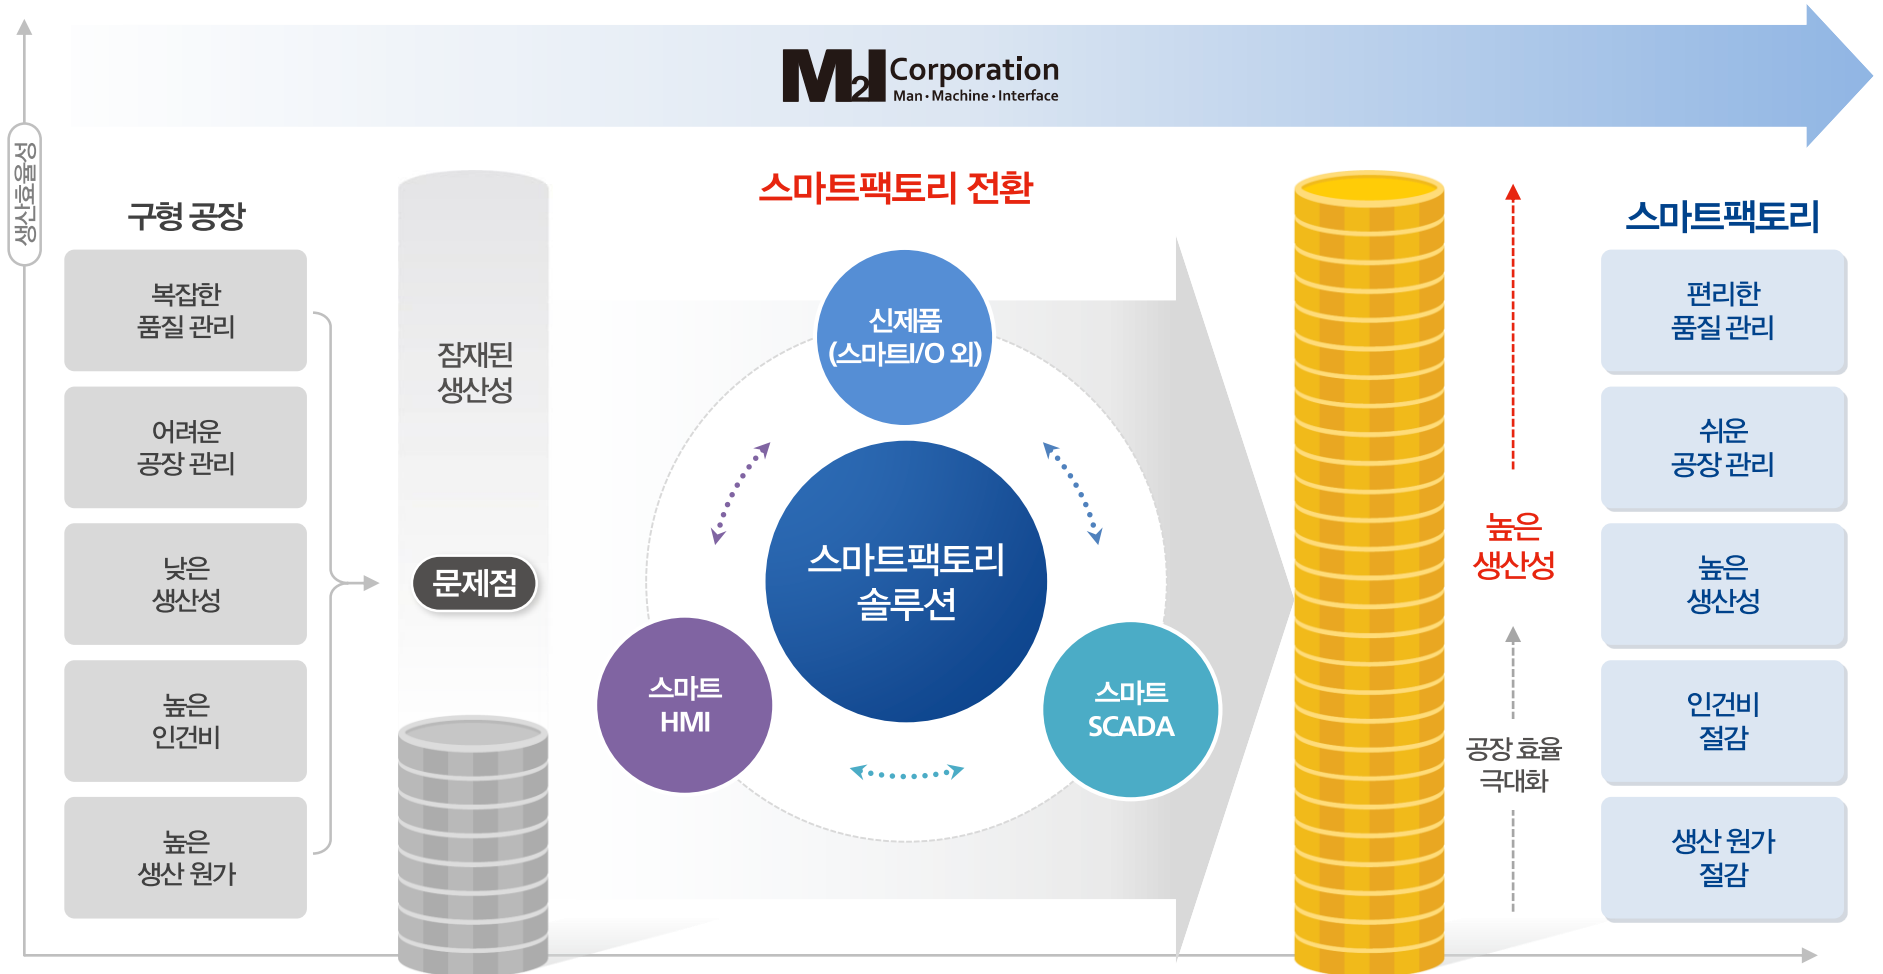 M2I Corporation
Man·Machine·Interface
생산효율성
구형 공장
복잡한
품질 관리
어려운
공장 관리
낮은
생산성
높은
인건비
높은
생산 원가
잠재된
생산성
문제점
스마트팩토리 전환
신제품
(스마트I/O 외)
스마트팩토리
솔루션
스마트
HMI
스마트
SCADA
높은
생산성
공장 효율
극대화
스마트팩토리
편리한
품질 관리
쉬운
공장 관리
높은
생산성
인건비
절감
생산 원가
절감